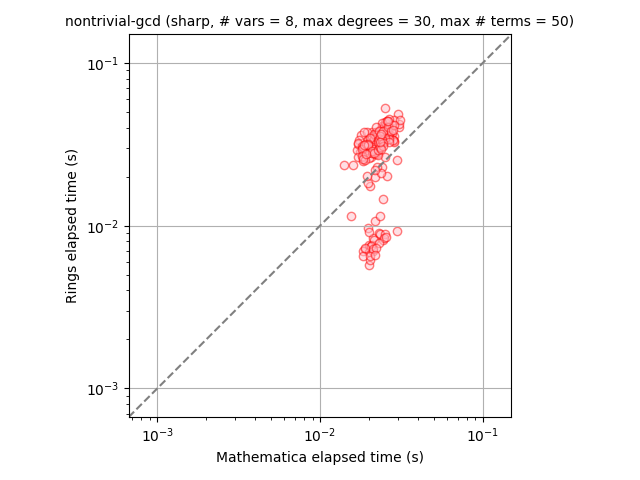 nontrivial-gcd (sharp, # vars = 8, max degrees = 30, max # terms = 50)
10⁻¹
10⁻²
10⁻³
Rings elapsed time (s)
10⁻³
10⁻²
10⁻¹
Mathematica elapsed time (s)